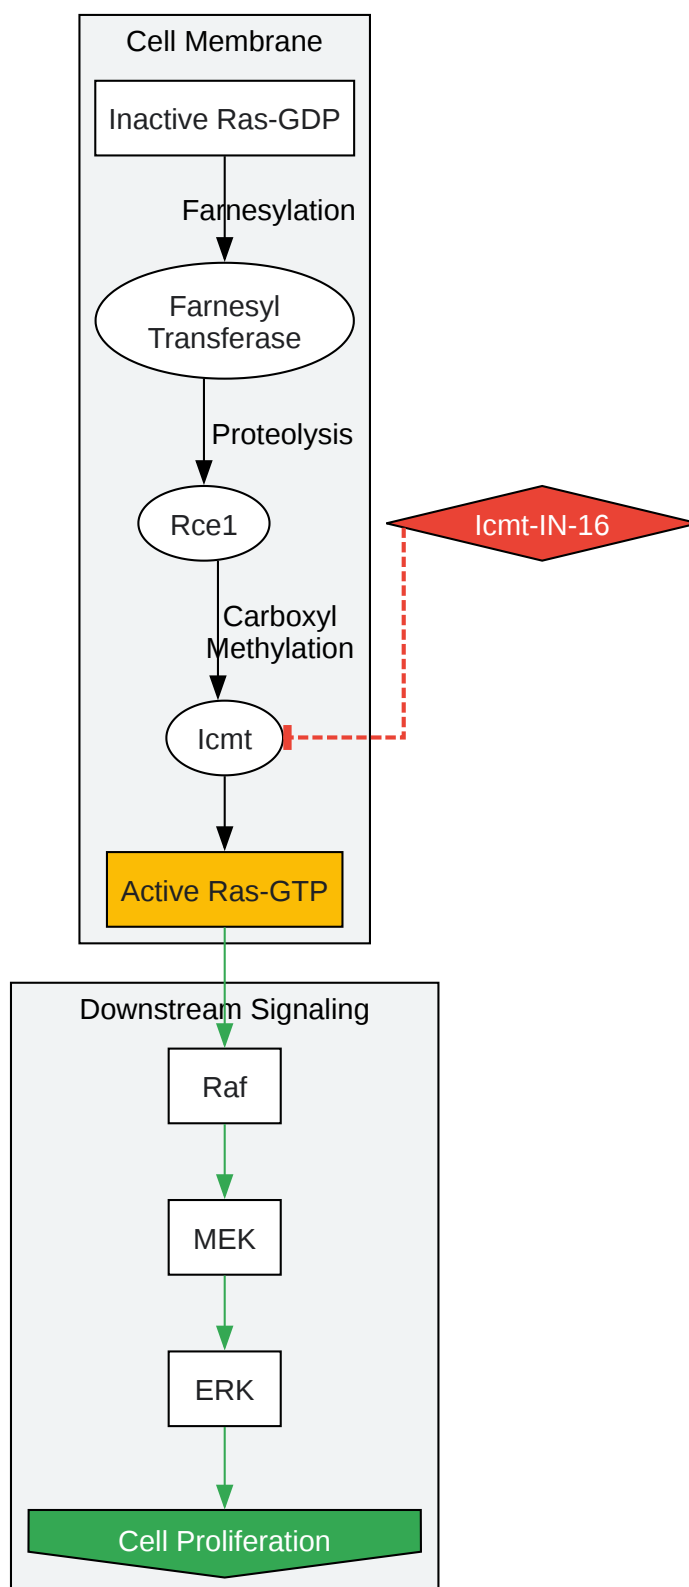 Cell Membrane
Inactive Ras-GDP
Farnesylation
Farnesyl
Transferase
Proteolysis
Rce1
Icmt-IN-16
Carboxyl
Methylation
Icmt
Active Ras-GTP
Downstream Signaling
Raf
MEK
ERK
Cell Proliferation